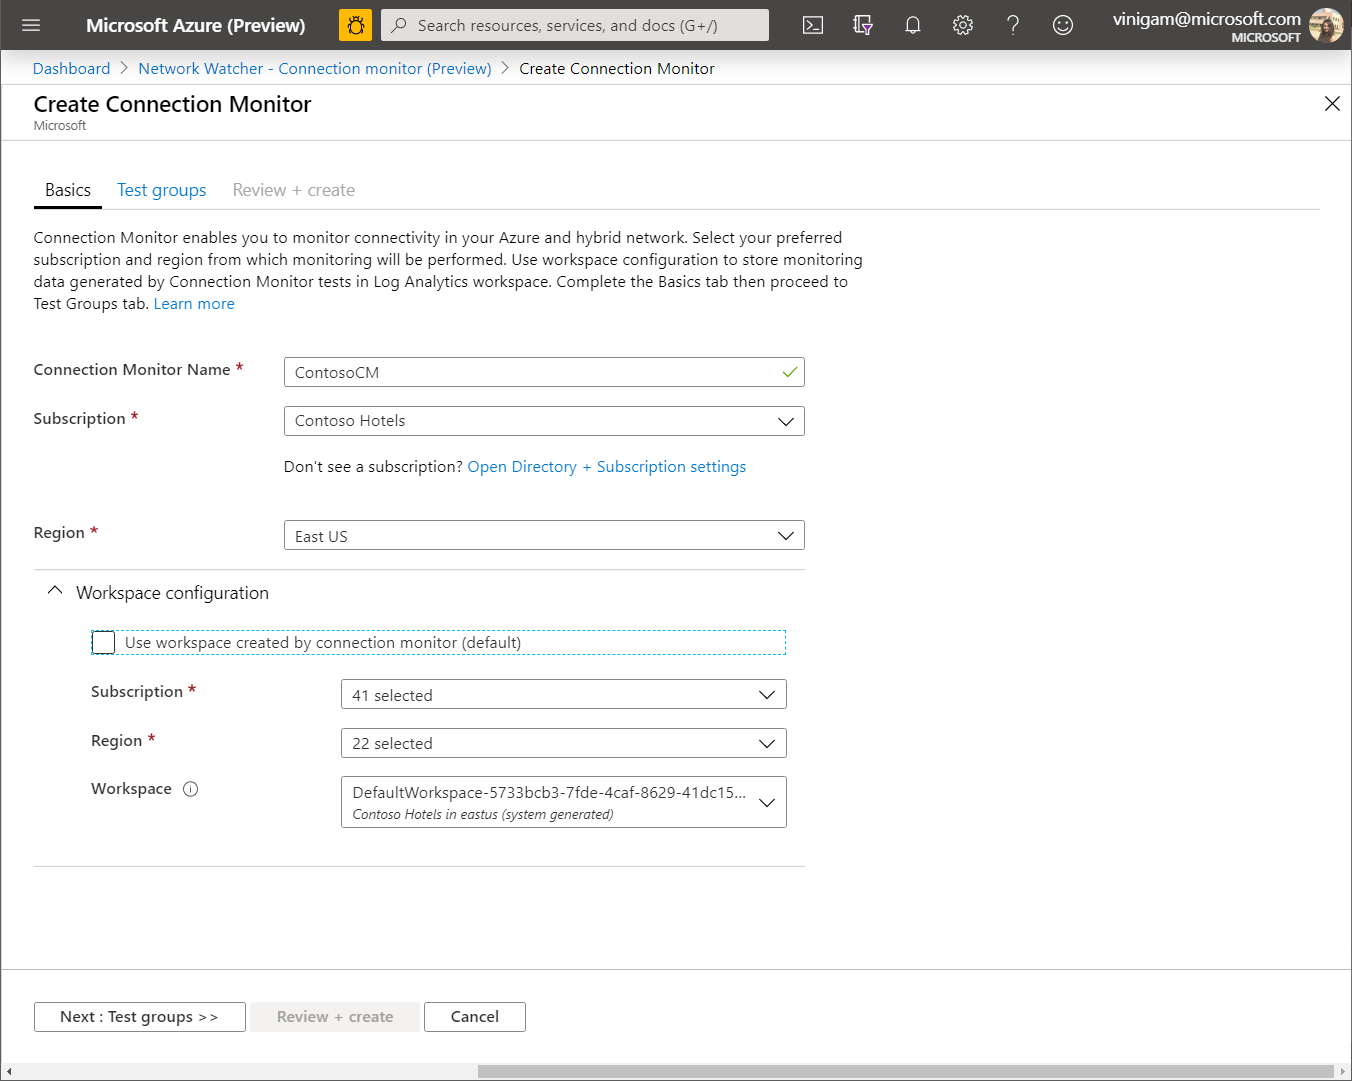 Microsoft Azure (Preview)
Search resources, services, and docs (G+/)
vinigam@microsoft.com
MICROSOFT
Dashboard > Network Watcher - Connection monitor (Preview) > Create Connection Monitor
Create Connection Monitor
Microsoft
Basics
Test groups
Review + create
Connection Monitor enables you to monitor connectivity in your Azure and hybrid network. Select your preferred
subscription and region from which monitoring will be performed. Use workspace configuration to store monitoring
data generated by Connection Monitor tests in Log Analytics workspace. Complete the Basics tab then proceed to
Test Groups tab. Learn more
Connection Monitor Name *
ContosoCM
Subscription *
Contoso Hotels
Don't see a subscription? Open Directory + Subscription settings
Region *
East US
Workspace configuration
Use workspace created by connection monitor (default)
Subscription *
41 selected
Region *
22 selected
Workspace
DefaultWorkspace-5733bcb3-7fde-4caf-8629-41dc15...
Contoso Hotels in eastus (system generated)
Next : Test groups >>
Review + create
Cancel